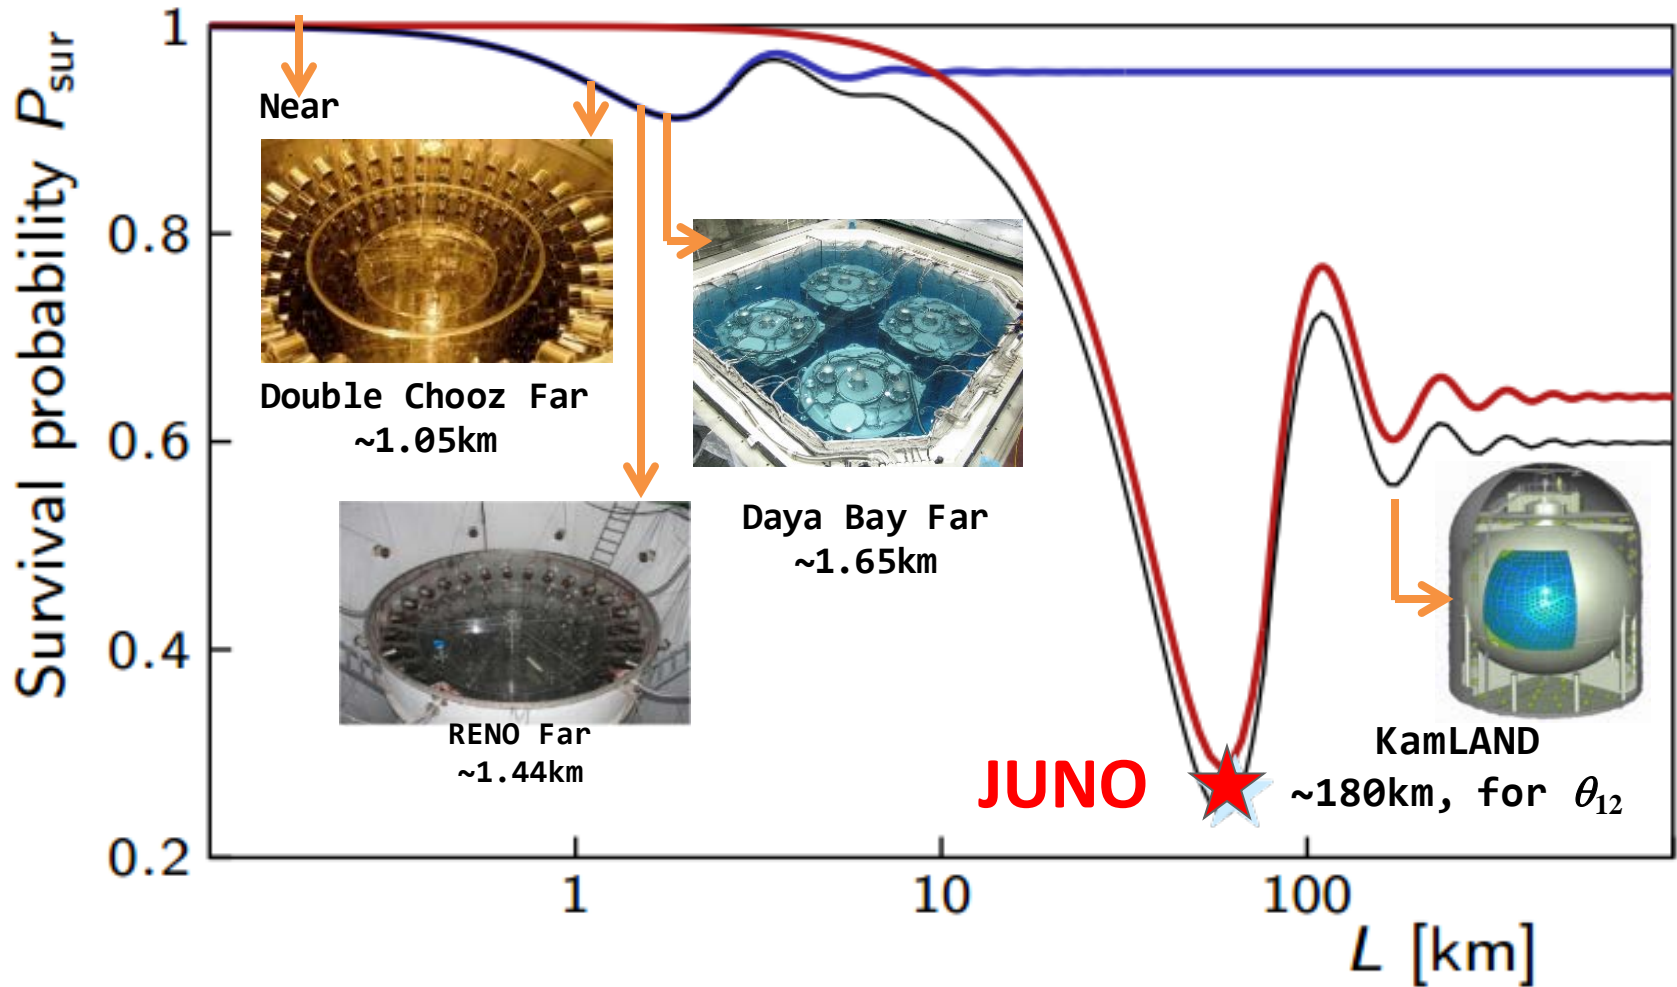 Survival probability P_sur
1
0.8
0.6
0.4
0.2
Near
Double Chooz Far
~1.05km
RENO Far
~1.44km
Daya Bay Far
~1.65km
JUNO
KamLAND
~180km, for θ₁₂
1
10
100
L [km]